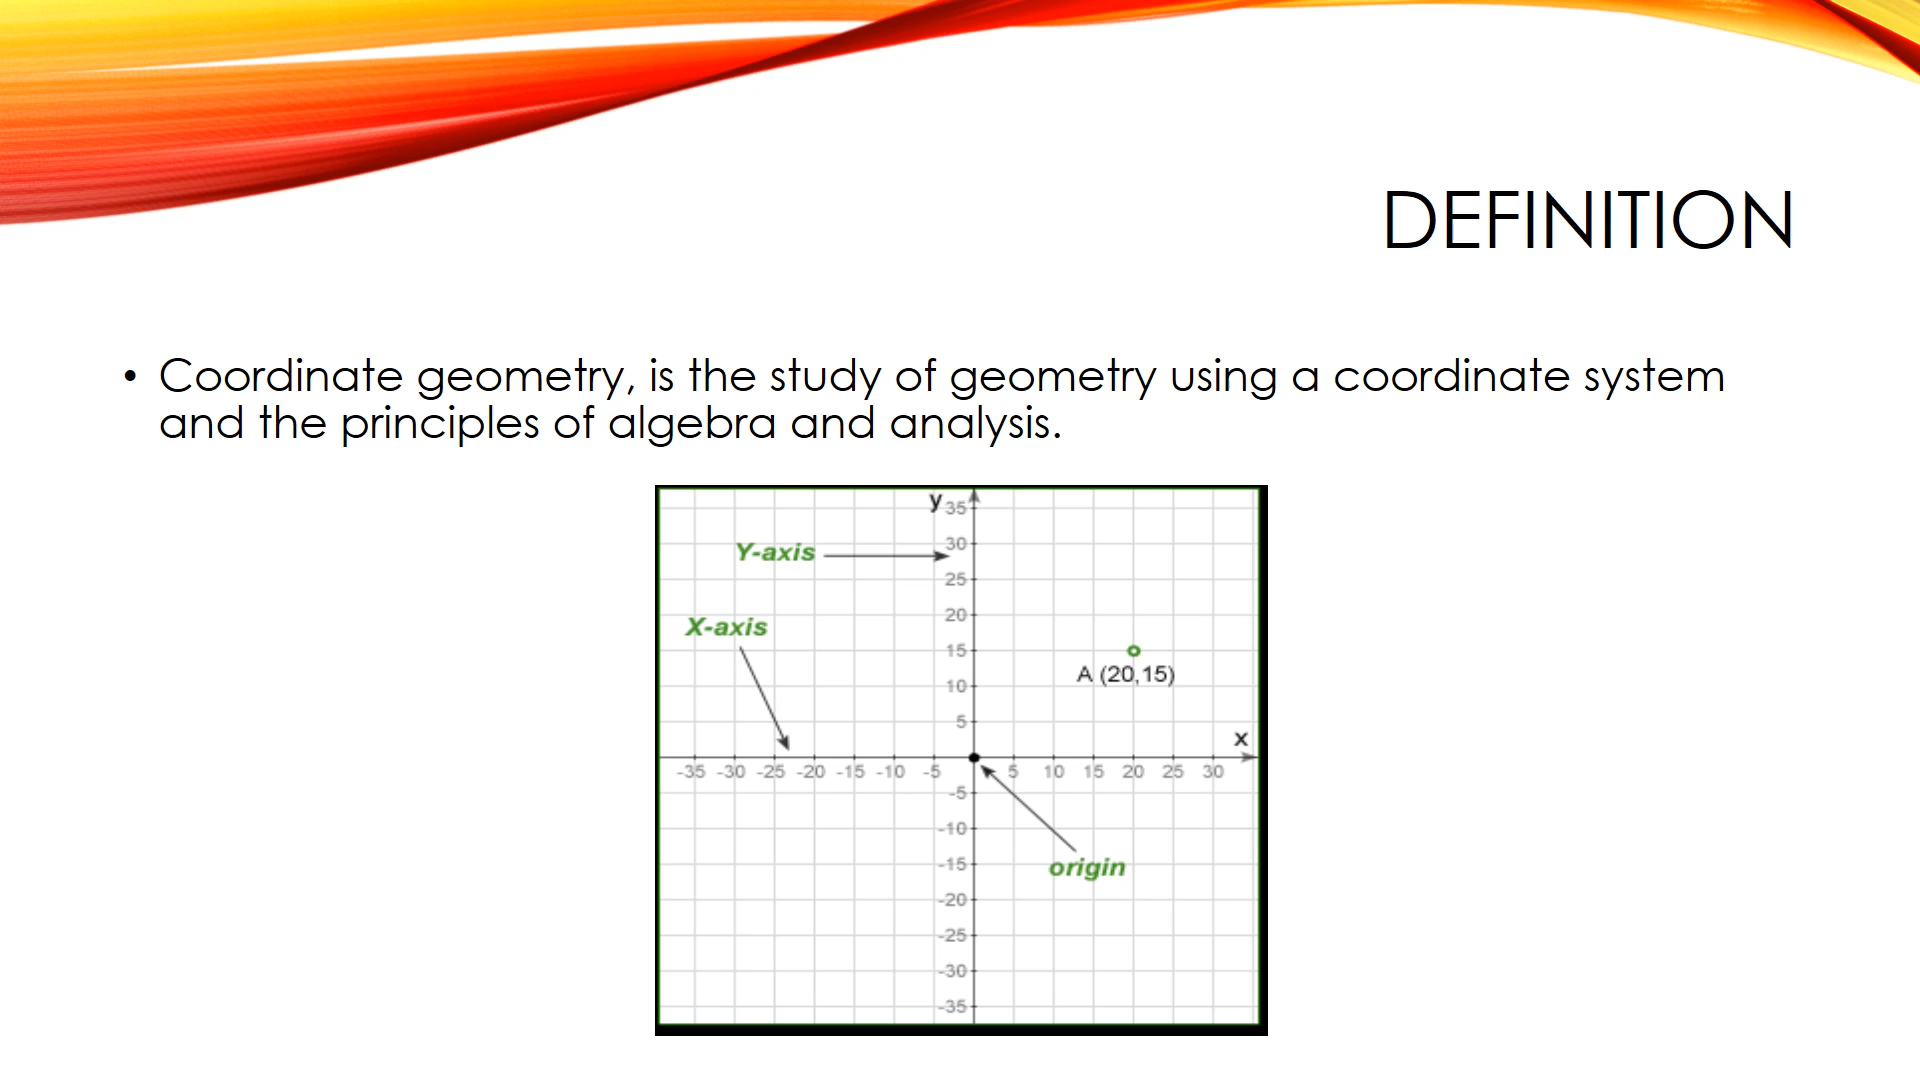 DEFINITION
• Coordinate geometry, is the study of geometry using a coordinate system
and the principles of algebra and analysis.
y 35
Y-axis
30
25
20
X-axis
15
A (20,15)
10
5
x
-35 -30 -25 -20 -15 -10 -5 5 10 15 20 25 30
-5
-10
-15
origin
-20
-25
-30
-35